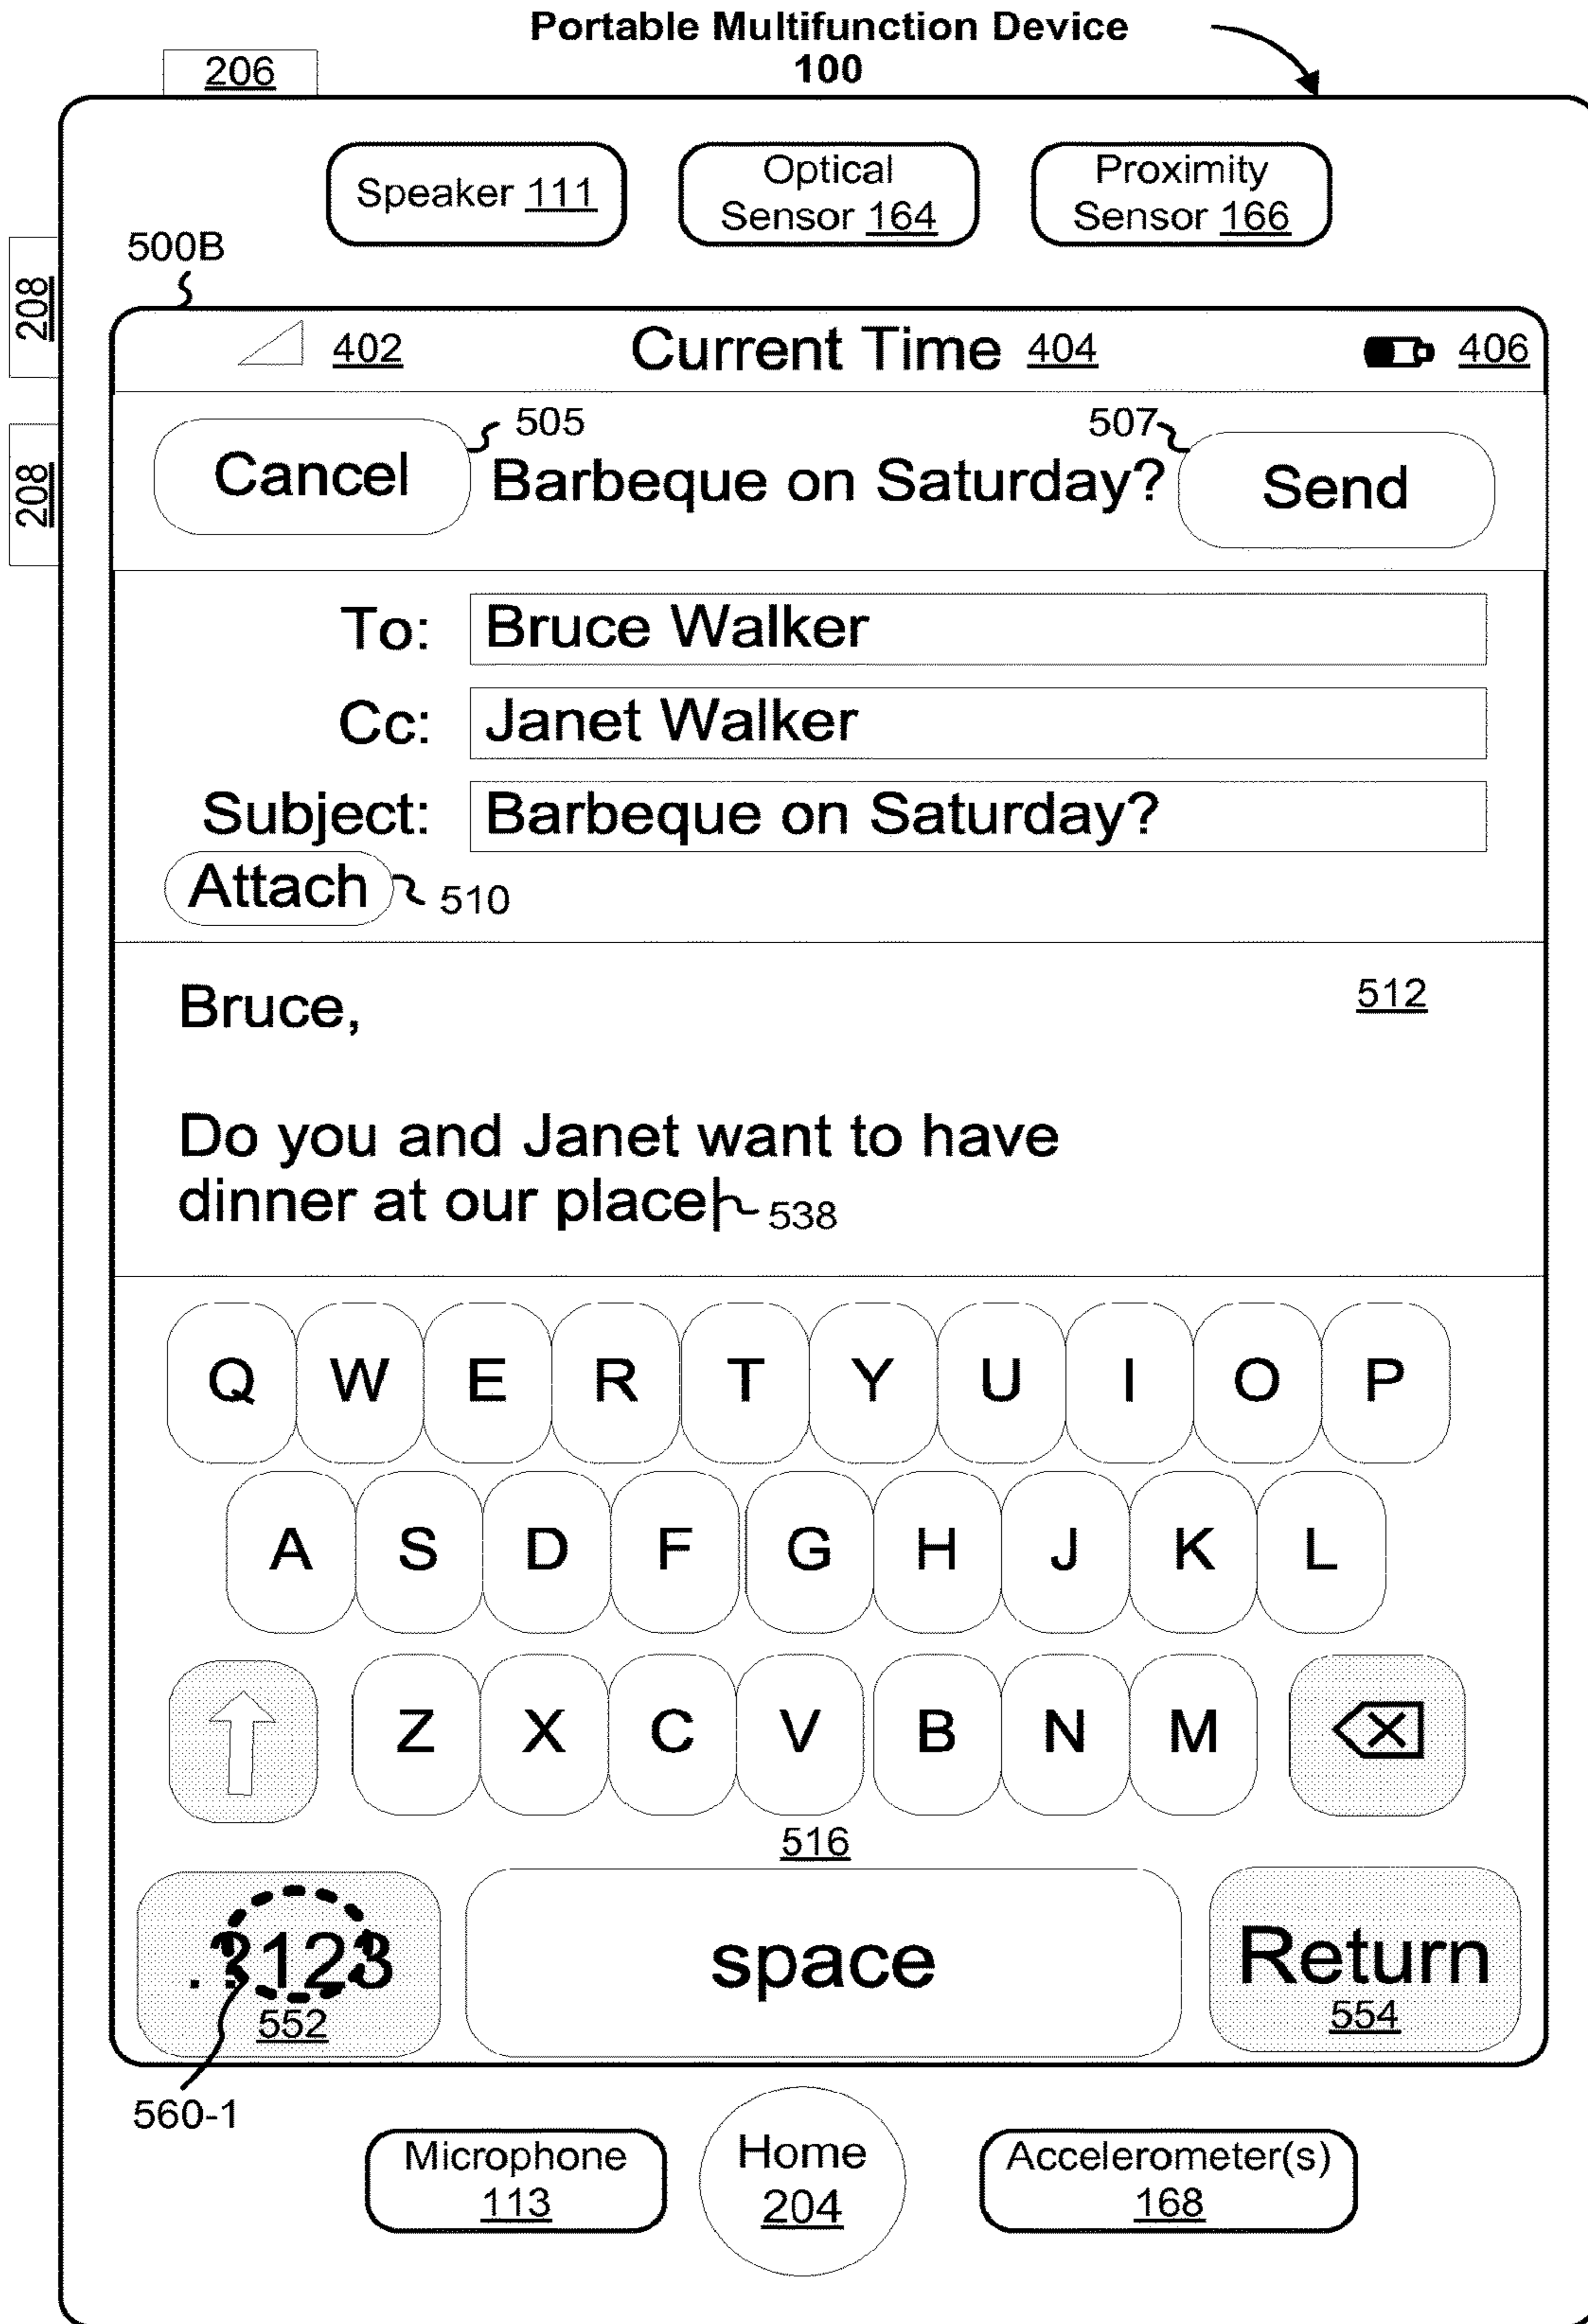 Portable Multifunction Device
100
206
Speaker 111
Optical
Sensor 164
Proximity
Sensor 166
500B
208
208
402
Current Time 404
406
Cancel
505
Barbeque on Saturday?
507
Send
To: Bruce Walker
Cc: Janet Walker
Subject: Barbeque on Saturday?
Attach 510
Bruce,
512
Do you and Janet want to have
dinner at our place
538
Q W E R T Y U I O P
A S D F G H J K L
Z X C V B N M
516
.?123
552
space
Return
554
560-1
Microphone
113
Home
204
Accelerometer(s)
168